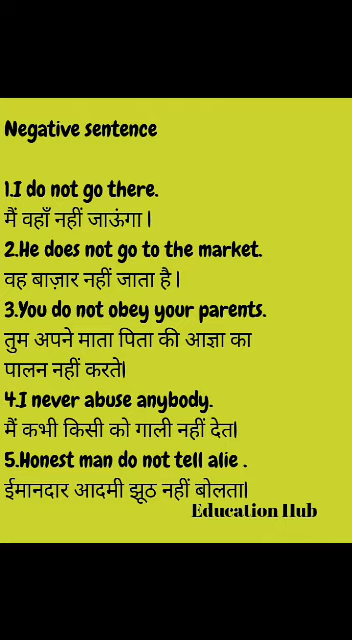 Negative sentence
1.I do not go there.
मैं वहाँ नहीं जाऊंगा ।
2.He does not go to the market.
वह बाज़ार नहीं जाता है ।
3.You do not obey your parents.
तुम अपने माता पिता की आज्ञा का
पालन नहीं करते।
4.I never abuse anybody.
मैं कभी किसी को गाली नहीं देत।
5.Honest man do not tell alie .
ईमानदार आदमी झूठ नहीं बोलता।
Education Hub